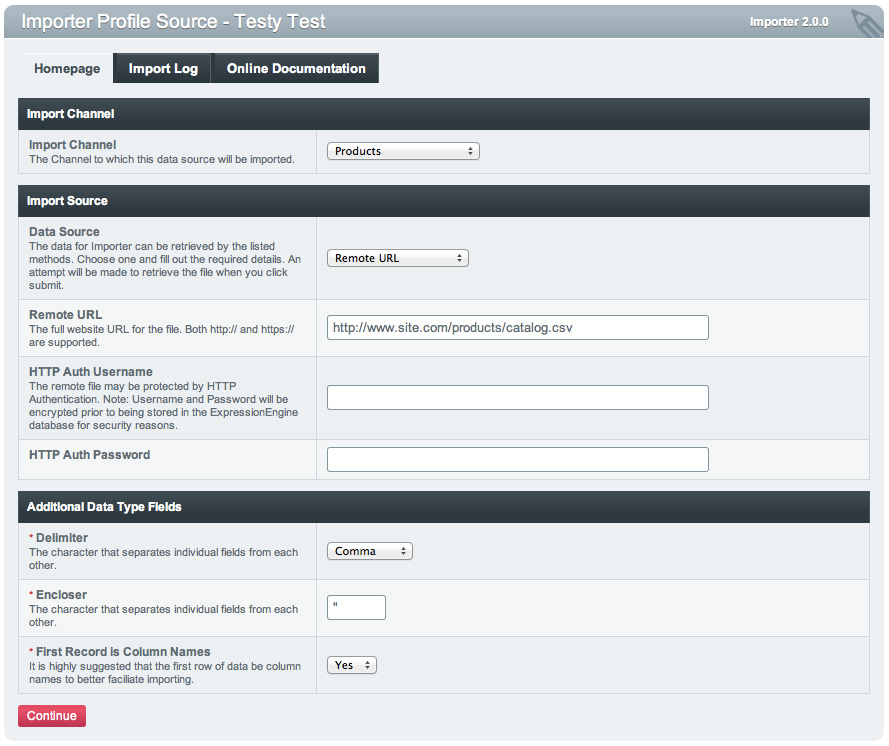 Importer Profile Source - Testy Test
Importer 2.0.0
Homepage
Import Log
Online Documentation
Import Channel
Import Channel
The Channel to which this data source will be imported.
Products
Import Source
Data Source
The data for Importer can be retrieved by the listed
methods. Choose one and fill out the required details. An
attempt will be made to retrieve the file when you click
submit.
Remote URL
Remote URL
The full website URL for the file. Both http:// and https://
are supported.
http://www.site.com/products/catalog.csv
HTTP Auth Username
The remote file may be protected by HTTP
Authentication. Note: Username and Password will be
encrypted prior to being stored in the ExpressionEngine
database for security reasons.
HTTP Auth Password
Additional Data Type Fields
* Delimiter
The character that separates individual fields from each
other.
Comma
* Encloser
The character that separates individual fields from each
other.
"
* First Record is Column Names
It is highly suggested that the first row of data be column
names to better faciliate importing.
Yes
Continue